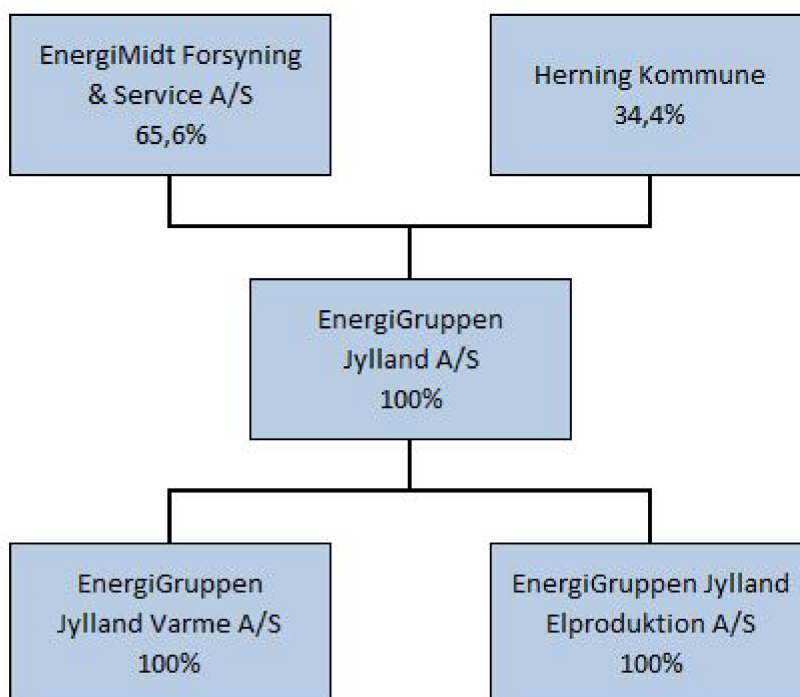 EnergiMidt Forsyning
& Service A/S
65,6%
Herning Kommune
34,4%
EnergiGruppen
Jylland A/S
100%
EnergiGruppen
Jylland Varme A/S
100%
EnergiGruppen Jylland
Elproduktion A/S
100%